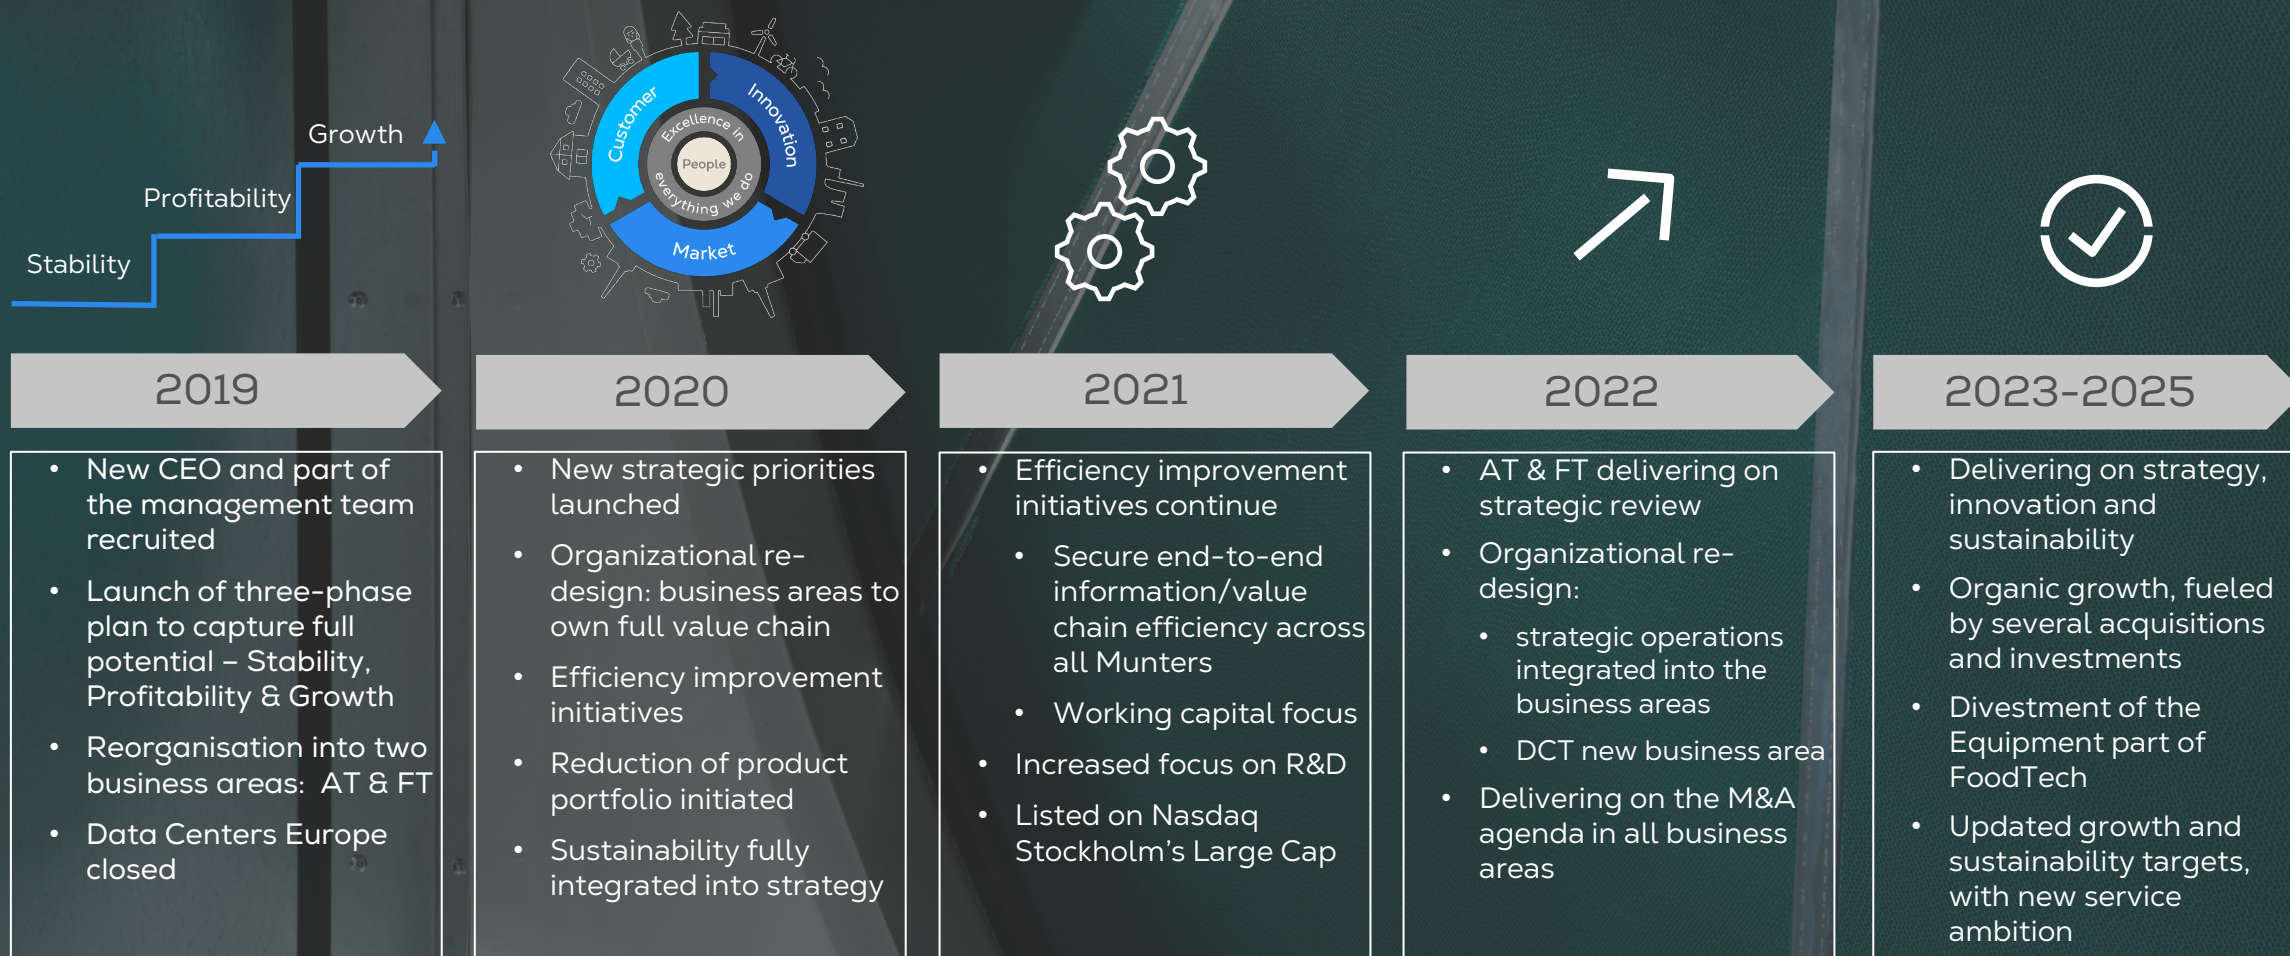 Growth
Profitability
Stability
Customer
Innovation
Market
Excellence in
everything we do
People
2019
• New CEO and part of
the management team
recruited
• Launch of three-phase
plan to capture full
potential – Stability,
Profitability & Growth
• Reorganisation into two
business areas: AT & FT
• Data Centers Europe
closed
2020
• New strategic priorities
launched
• Organizational re-
design: business areas to
own full value chain
• Efficiency improvement
initiatives
• Reduction of product
portfolio initiated
• Sustainability fully
integrated into strategy
2021
• Efficiency improvement
initiatives continue
• Secure end-to-end
information/value
chain efficiency across
all Munters
• Working capital focus
• Increased focus on R&D
• Listed on Nasdaq
Stockholm’s Large Cap
2022
• AT & FT delivering on
strategic review
• Organizational re-
design:
• strategic operations
integrated into the
business areas
• DCT new business area
• Delivering on the M&A
agenda in all business
areas
2023-2025
• Delivering on strategy,
innovation and
sustainability
• Organic growth, fueled
by several acquisitions
and investments
• Divestment of the
Equipment part of
FoodTech
• Updated growth and
sustainability targets,
with new service
ambition